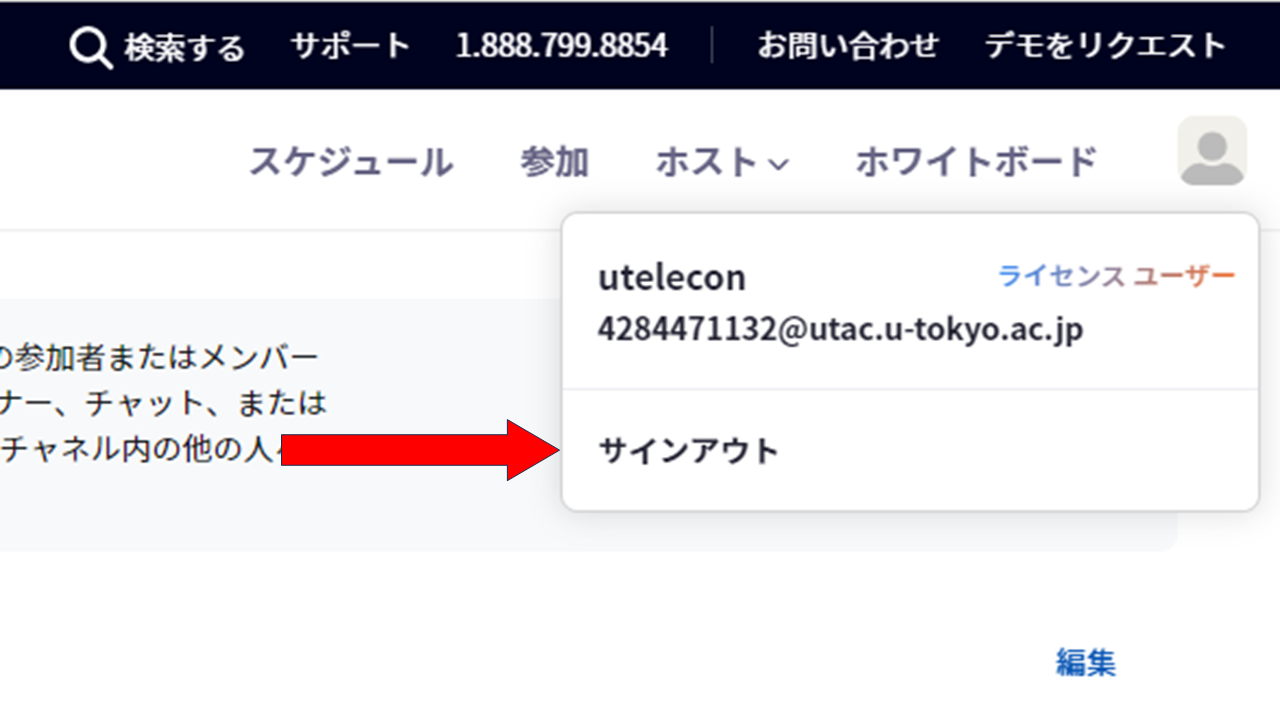 検索する サポート 1.888.799.8854 お問い合わせ デモをリクエスト
スケジュール 参加 ホスト ホワイトボード
utelecon ライセンス ユーザー
4284471132@utac.u-tokyo.ac.jp
の参加者またはメンバー
ナー、チャット、または
チャネル内の他の人
サインアウト
編集